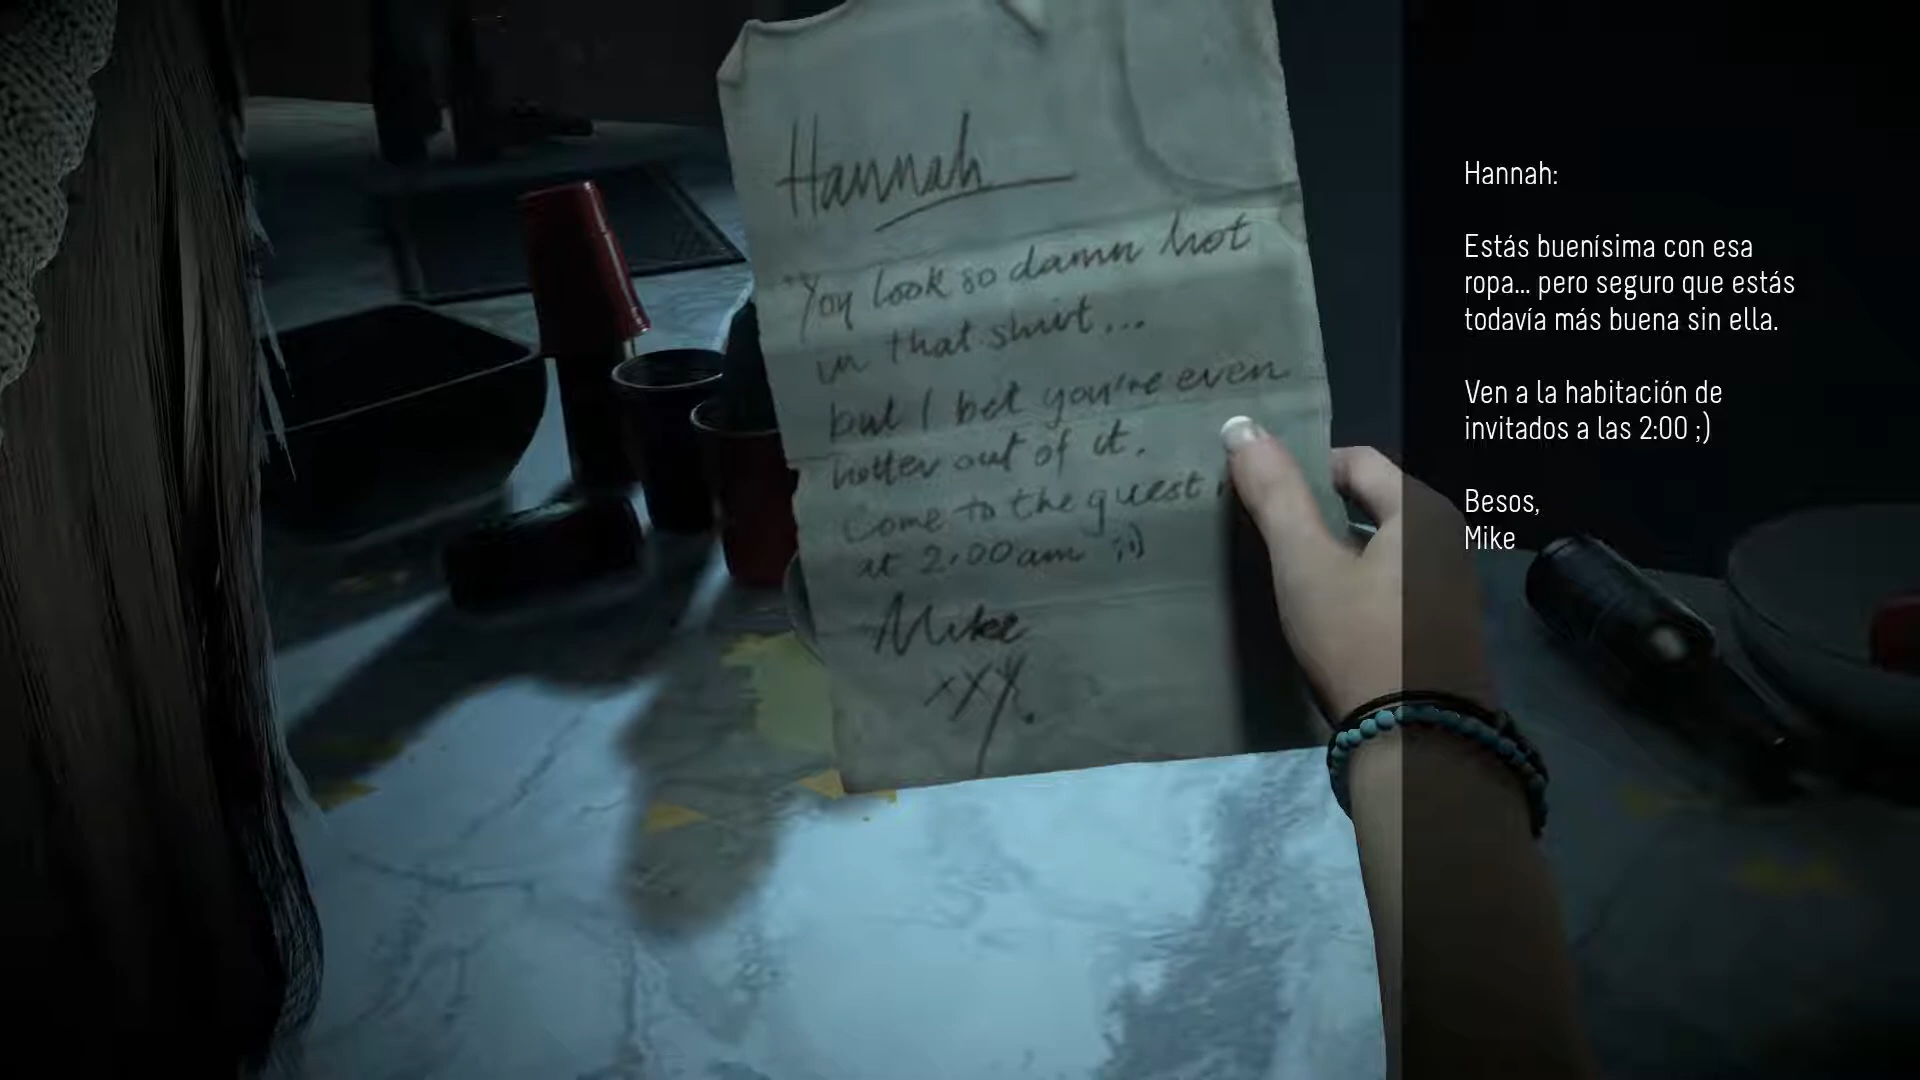 Hannah
You look so damn hot
in that shirt...
but I bet you're even
hotter out of it.
Come to the guest
at 2:00am ;)
Mike
xxx.
Hannah:
Estás buenísima con esa
ropa... pero seguro que estás
todavía más buena sin ella.
Ven a la habitación de
invitados a las 2:00 ;)
Besos,
Mike